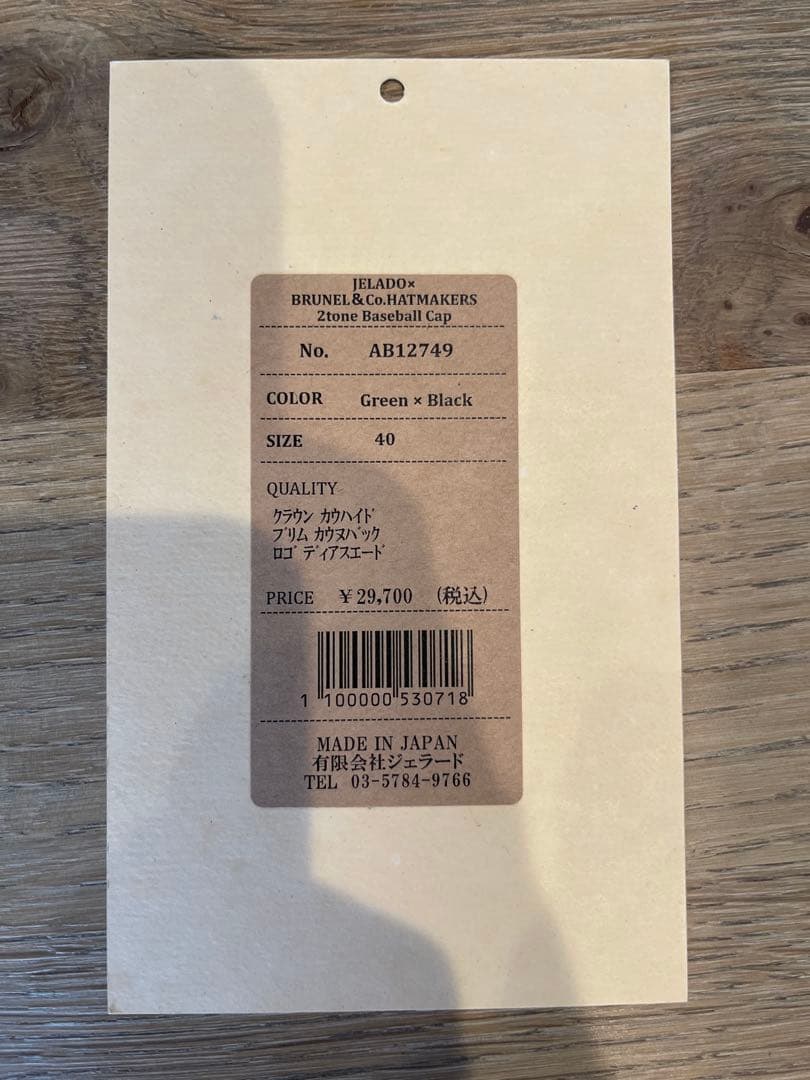 JELADO×
BRUNEL&Co.HATMAKERS
2tone Baseball Cap
No. AB12749
COLOR Green × Black
SIZE 40
QUALITY
クラウン カウハイド
ブリム カウヌバック
ロゴ ディアスエード
PRICE ￥29,700 (税込)
1 100000 530718
MADE IN JAPAN
有限会社ジェラード
TEL 03-5784-9766